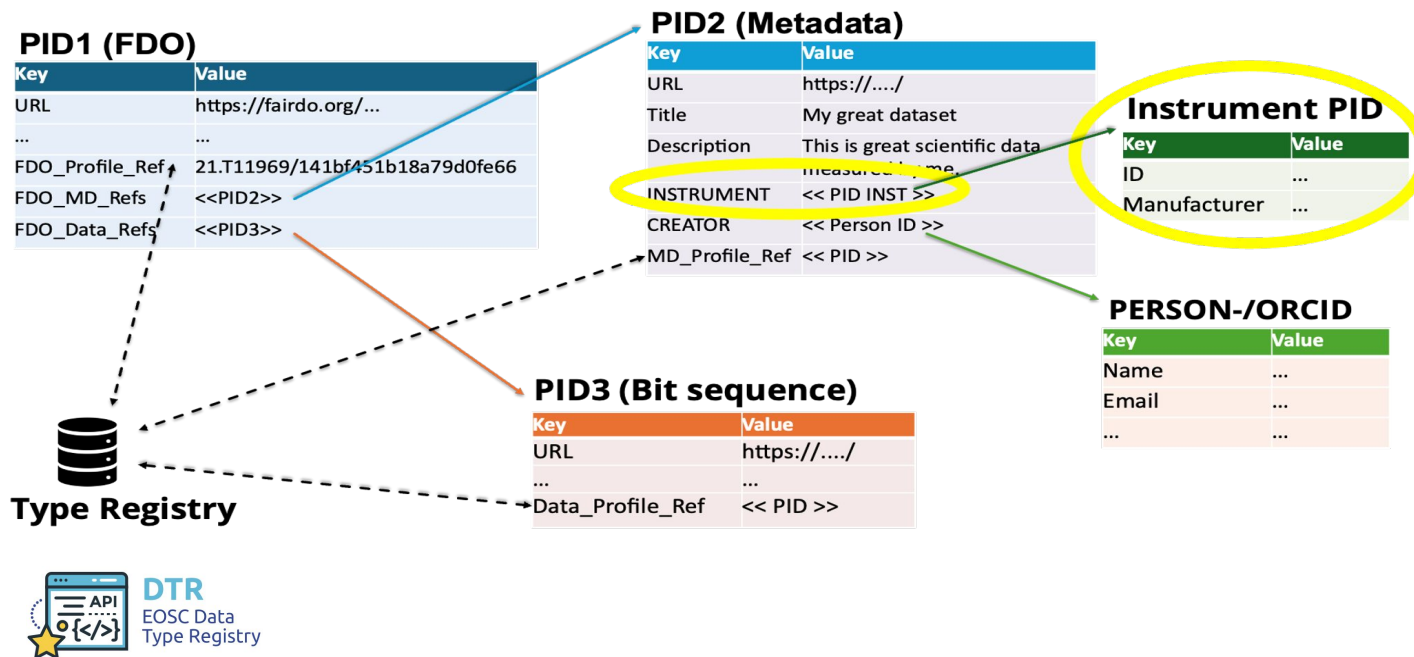 PID1 (FDO)
Key Value
URL https://fairdo.org/...
... ...
FDO_Profile_Ref 21.T11969/141bf451b18a79d0fe66
FDO_MD_Refs <<PID2>>
FDO_Data_Refs <<PID3>>
PID2 (Metadata)
Key Value
URL https://..../
Title My great dataset
Description This is great scientific data
measured by me.
INSTRUMENT << PID INST >>
CREATOR << Person ID >>
MD_Profile_Ref << PID >>
Instrument PID
Key Value
ID ...
Manufacturer ...
PERSON-/ORCID
Key Value
Name ...
Email ...
... ...
PID3 (Bit sequence)
Key Value
URL https://..../
... ...
Data_Profile_Ref << PID >>
Type Registry
API
{</>}
DTR
EOSC Data
Type Registry